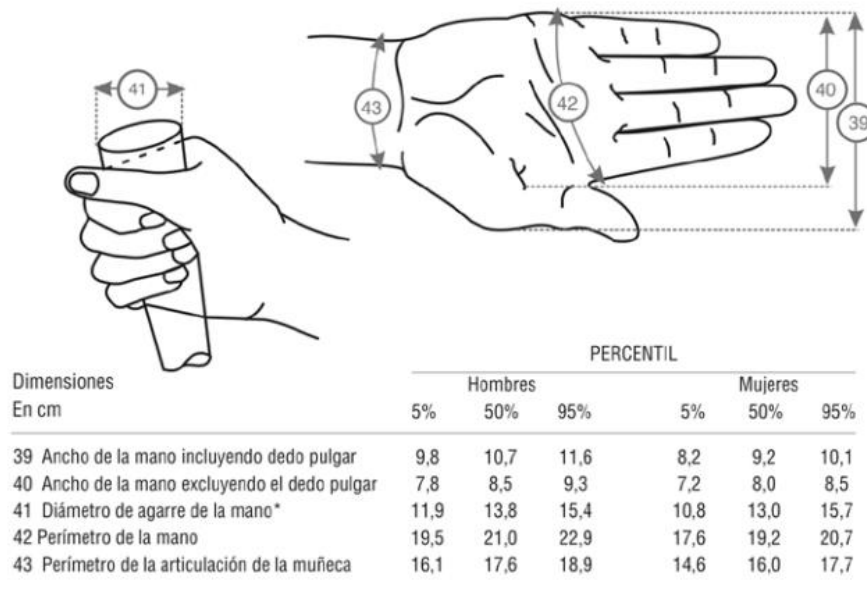 41
43
42
40
39
PERCENTIL
Dimensiones Hombres Mujeres
En cm 5% 50% 95% 5% 50% 95%
39 Ancho de la mano incluyendo dedo pulgar 9,8 10,7 11,6 8,2 9,2 10,1
40 Ancho de la mano excluyendo el dedo pulgar 7,8 8,5 9,3 7,2 8,0 8,5
41 Diámetro de agarre de la mano* 11,9 13,8 15,4 10,8 13,0 15,7
42 Perímetro de la mano 19,5 21,0 22,9 17,6 19,2 20,7
43 Perímetro de la articulación de la muñeca 16,1 17,6 18,9 14,6 16,0 17,7